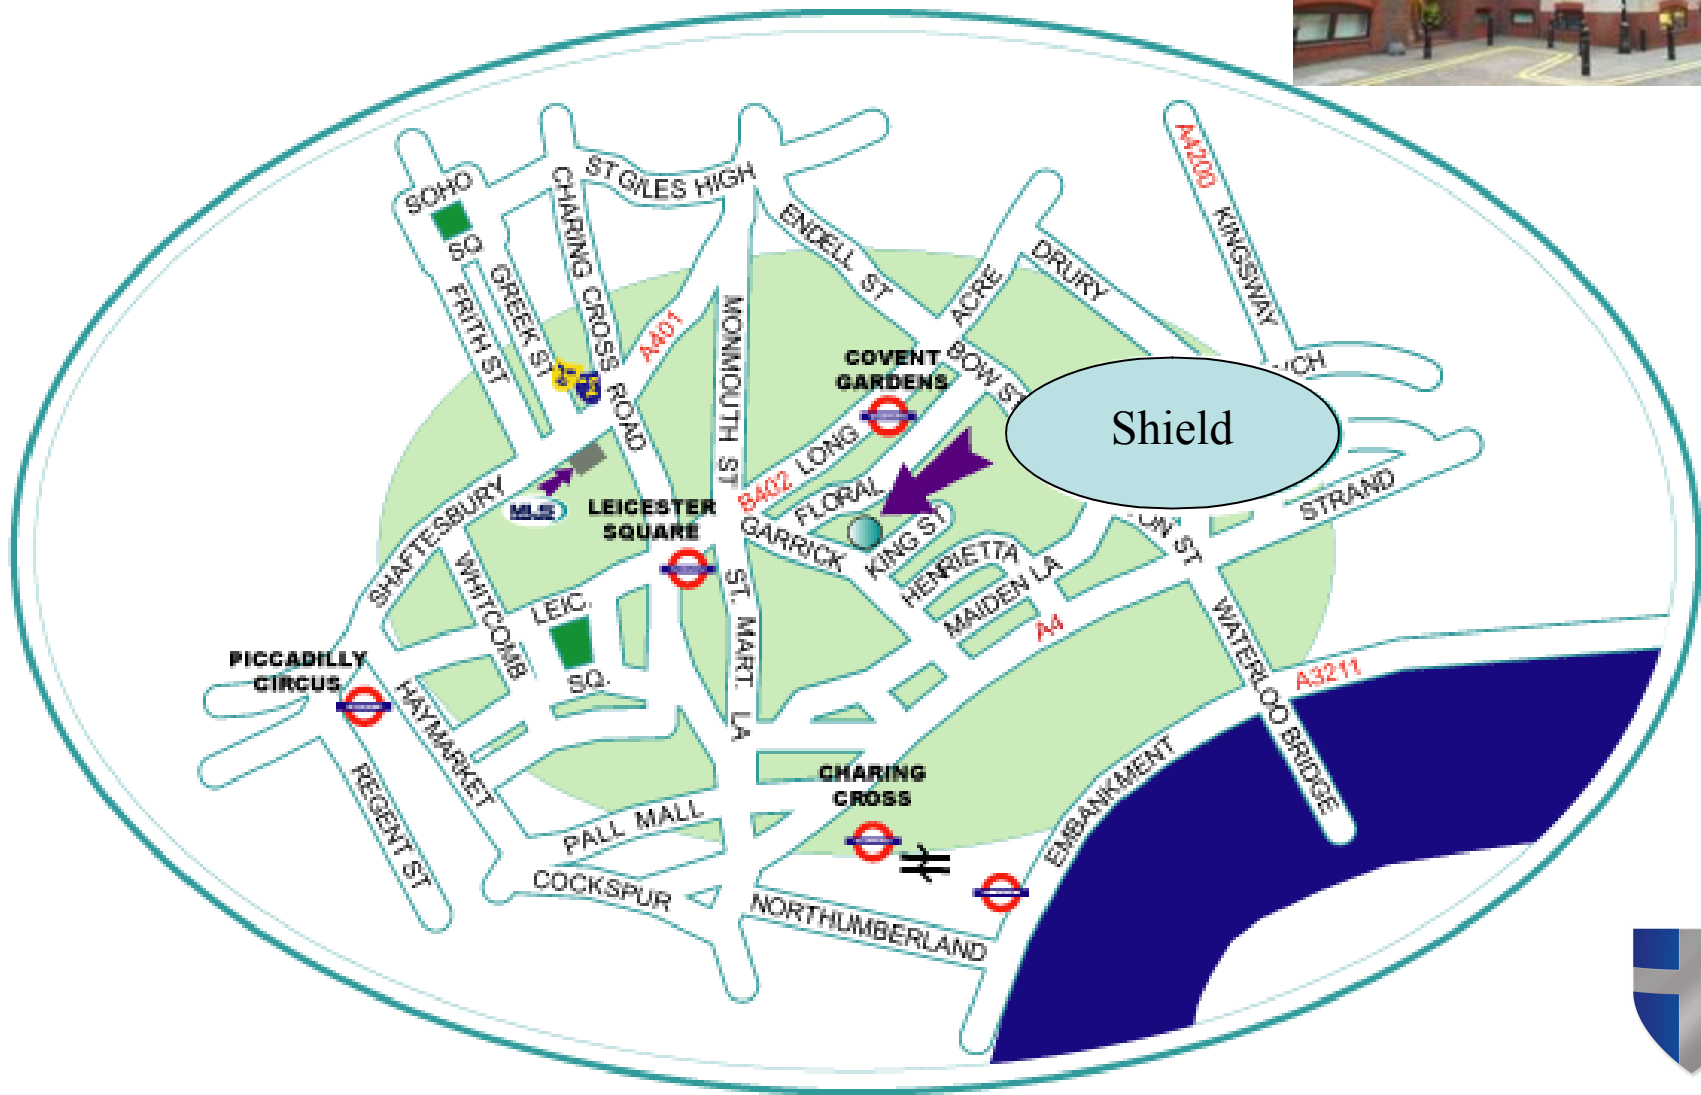 SOHO
SQ.
ST GILES HIGH
CHARING CROSS ROAD
GREEK ST
FRITH ST
A401
MONMOUTH ST
ENDELL ST
ACRE
DRURY
A4200
KINGSWAY
BOW ST
COVENT
GARDENS
Shield
LONG
B402
FLORAL
GARRICK
KING ST
HENRIETTA
MAIDEN LA
A4
STRAND
SHAFTESBURY
MLS
LEICESTER
SQUARE
WHITCOMB
LEIC.
SQ.
ST. MART. LA
WATERLOO BRIDGE
A3211
PICCADILLY
CIRCUS
HAYMARKET
REGENT ST
PALL MALL
COCKSPUR
CHARING
CROSS
EMBANKMENT
NORTHUMBERLAND